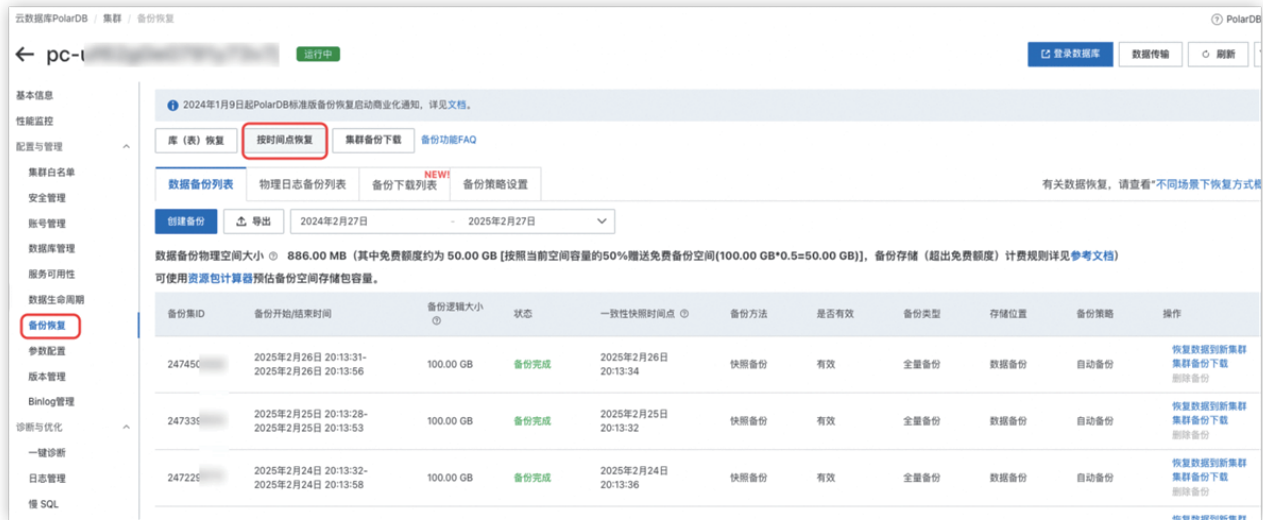 云数据库PolarDB / 集群 / 备份恢复
PolarDB
← pc- 运行中
登录数据库 数据传输 刷新
基本信息
性能监控
配置与管理
集群白名单
安全管理
账号管理
数据库管理
服务可用性
数据生命周期
备份恢复
参数配置
版本管理
Binlog管理
诊断与优化
一键诊断
日志管理
慢 SQL
2024年1月9日起PolarDB标准版备份恢复启动商业化通知，详见文档。
库（表）恢复 按时间点恢复 集群备份下载 备份功能FAQ
数据备份列表 物理日志备份列表 备份下载列表 NEW! 备份策略设置
有关数据恢复，请查看"不同场景下恢复方式
创建备份 导出 2024年2月27日 - 2025年2月27日
数据备份物理空间大小 886.00 MB（其中免费额度约为 50.00 GB [按照当前空间容量的50%赠送免费备份空间(100.00 GB*0.5=50.00 GB)]，备份存储（超出免费额度）计费规则详见参考文档）
可使用资源包计算器预估备份空间存储包容量。
备份集ID 备份开始/结束时间 备份逻辑大小 状态 一致性快照时间点 备份方法 是否有效 备份类型 存储位置 备份策略 操作
247450 2025年2月26日 20:13:31- 2025年2月26日 20:13:56 100.00 GB 备份完成 2025年2月26日 20:13:34 快照备份 有效 全量备份 数据备份 自动备份 恢复数据到新集群 集群备份下载 删除备份
247339 2025年2月25日 20:13:28- 2025年2月25日 20:13:53 100.00 GB 备份完成 2025年2月25日 20:13:32 快照备份 有效 全量备份 数据备份 自动备份 恢复数据到新集群 集群备份下载 删除备份
247229 2025年2月24日 20:13:32- 2025年2月24日 20:13:58 100.00 GB 备份完成 2025年2月24日 20:13:36 快照备份 有效 全量备份 数据备份 自动备份 恢复数据到新集群 集群备份下载 删除备份
恢复数据到新集群